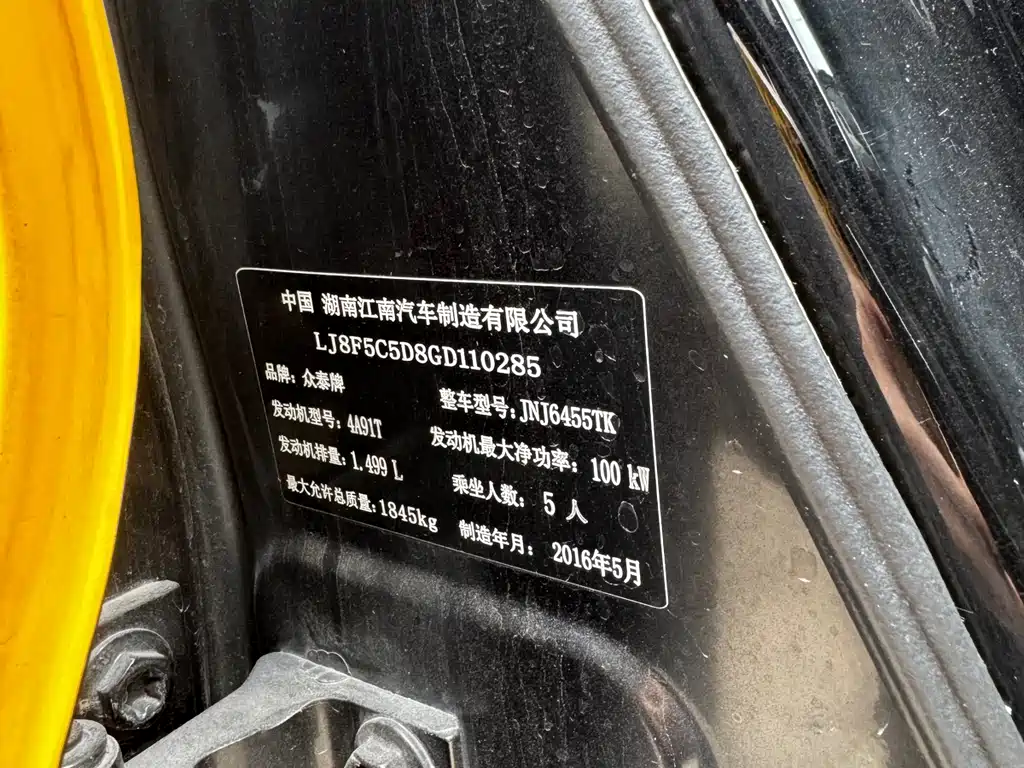 中国 湖南江南汽车制造有限公司
LJ8F5C5D8GD110285
品牌：众泰牌 整车型号：JNJ6455TK
发动机型号：4A91T 发动机最大净功率：100 kW
发动机排量：1.499 L 乘坐人数：5 人
最大允许总质量：1845kg 制造年月：2016年5月